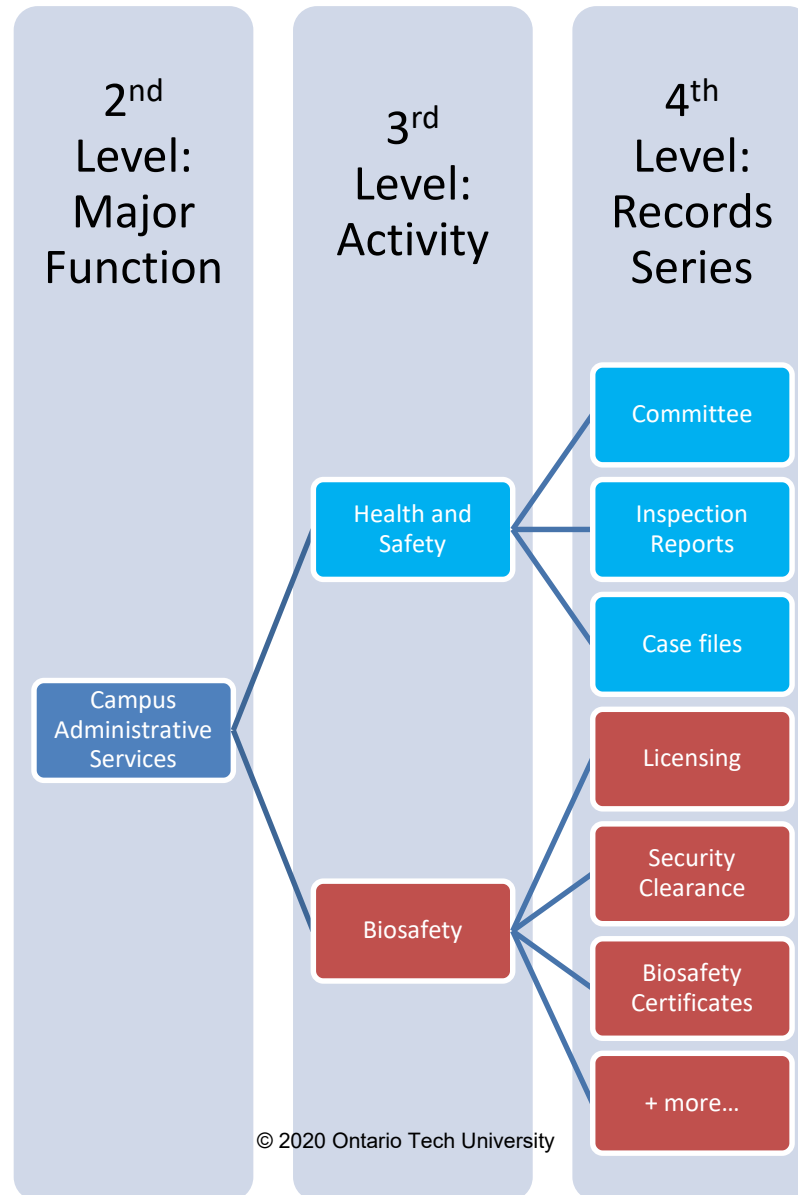 2nd
Level:
Major
Function
3rd
Level:
Activity
4th
Level:
Records
Series
Campus
Administrative
Services
Health and
Safety
Biosafety
Committee
Inspection
Reports
Case files
Licensing
Security
Clearance
Biosafety
Certificates
+ more…
© 2020 Ontario Tech University